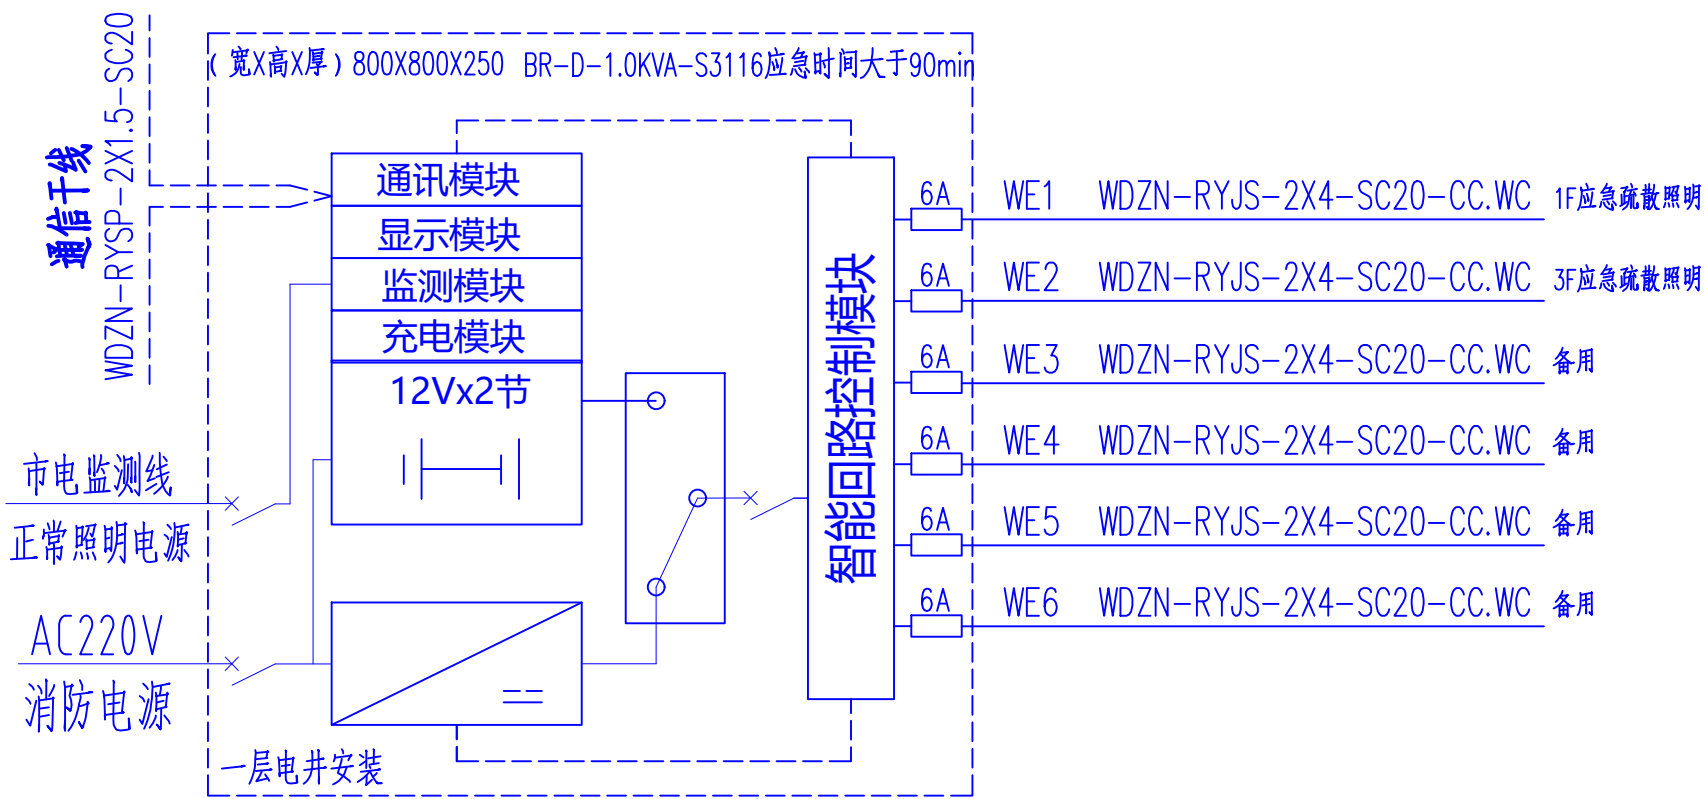 (宽X高X厚) 800X800X250 BR-D-1.0KVA-S3116应急时间大于90min
通信干线
WDZN-RYSP-2X1.5-SC20
通讯模块
显示模块
监测模块
充电模块
12Vx2节
智能回路控制模块
市电监测线
正常照明电源
AC220V
消防电源
一层电井安装
6A WE1 WDZN-RYJS-2X4-SC20-CC.WC 1F应急疏散照明
6A WE2 WDZN-RYJS-2X4-SC20-CC.WC 3F应急疏散照明
6A WE3 WDZN-RYJS-2X4-SC20-CC.WC 备用
6A WE4 WDZN-RYJS-2X4-SC20-CC.WC 备用
6A WE5 WDZN-RYJS-2X4-SC20-CC.WC 备用
6A WE6 WDZN-RYJS-2X4-SC20-CC.WC 备用